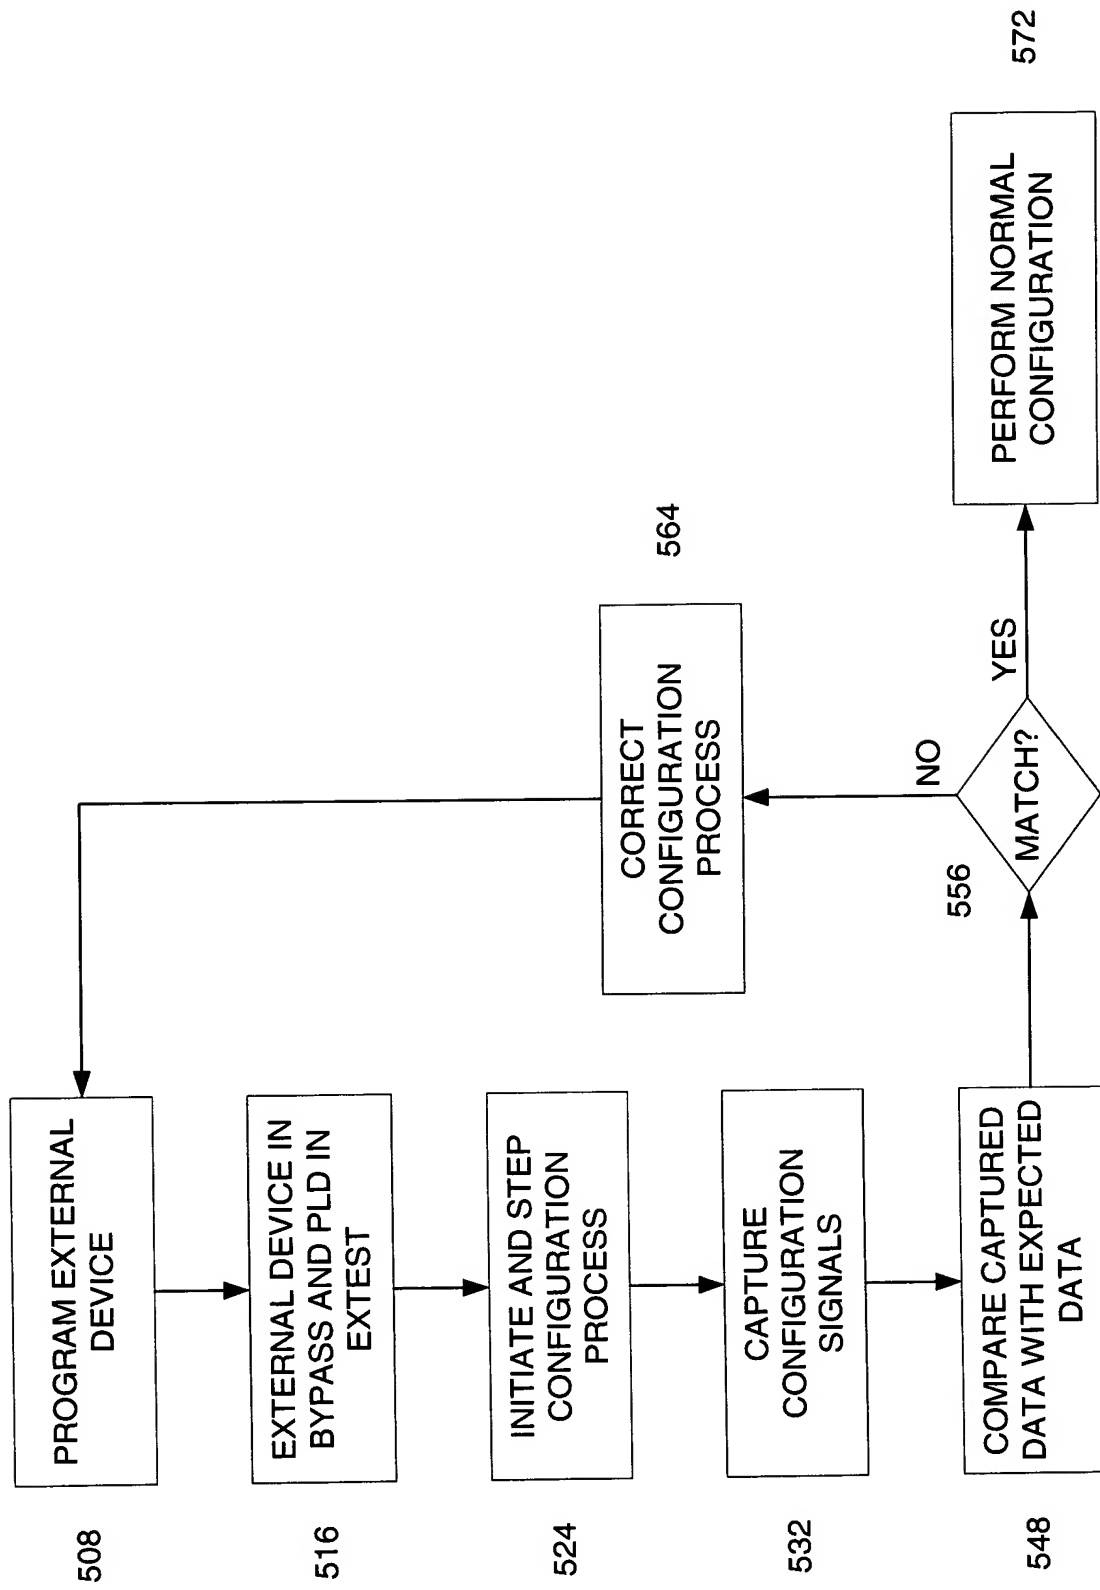 508
PROGRAM EXTERNAL
DEVICE
516
EXTERNAL DEVICE IN
BYPASS AND PLD IN
EXTEST
524
INITIATE AND STEP
CONFIGURATION
PROCESS
532
CAPTURE
CONFIGURATION
SIGNALS
548
COMPARE CAPTURED
DATA WITH EXPECTED
DATA
556
MATCH?
NO
YES
CORRECT
CONFIGURATION
PROCESS
564
PERFORM NORMAL
CONFIGURATION
572